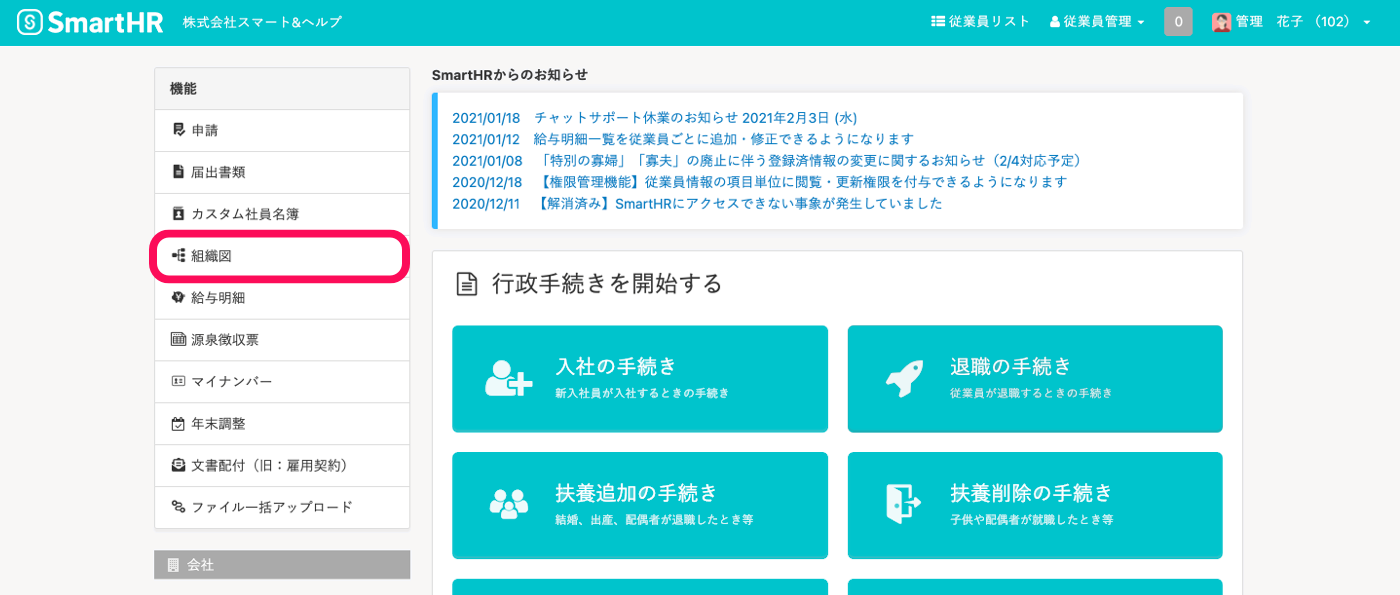 SmartHR 株式会社スマート&ヘルプ 従業員リスト 従業員管理 0 管理 花子 (102)
機能
申請
届出書類
カスタム社員名簿
組織図
給与明細
源泉徴収票
マイナンバー
年末調整
文書配付（旧：雇用契約）
ファイル一括アップロード
会社
SmartHRからのお知らせ
2021/01/18 チャットサポート休業のお知らせ 2021年2月3日 (水)
2021/01/12 給与明細一覧を従業員ごとに追加・修正できるようになります
2021/01/08 「特別の寡婦」「寡夫」の廃止に伴う登録済情報の変更に関するお知らせ（2/4対応予定）
2020/12/18 【権限管理機能】従業員情報の項目単位に閲覧・更新権限を付与できるようになります
2020/12/11 【解消済み】SmartHRにアクセスできない事象が発生していました
行政手続きを開始する
入社の手続き
新入社員が入社するときの手続き
退職の手続き
従業員が退職するときの手続き
扶養追加の手続き
結婚、出産、配偶者が退職したとき等
扶養削除の手続き
子供や配偶者が就職したとき等